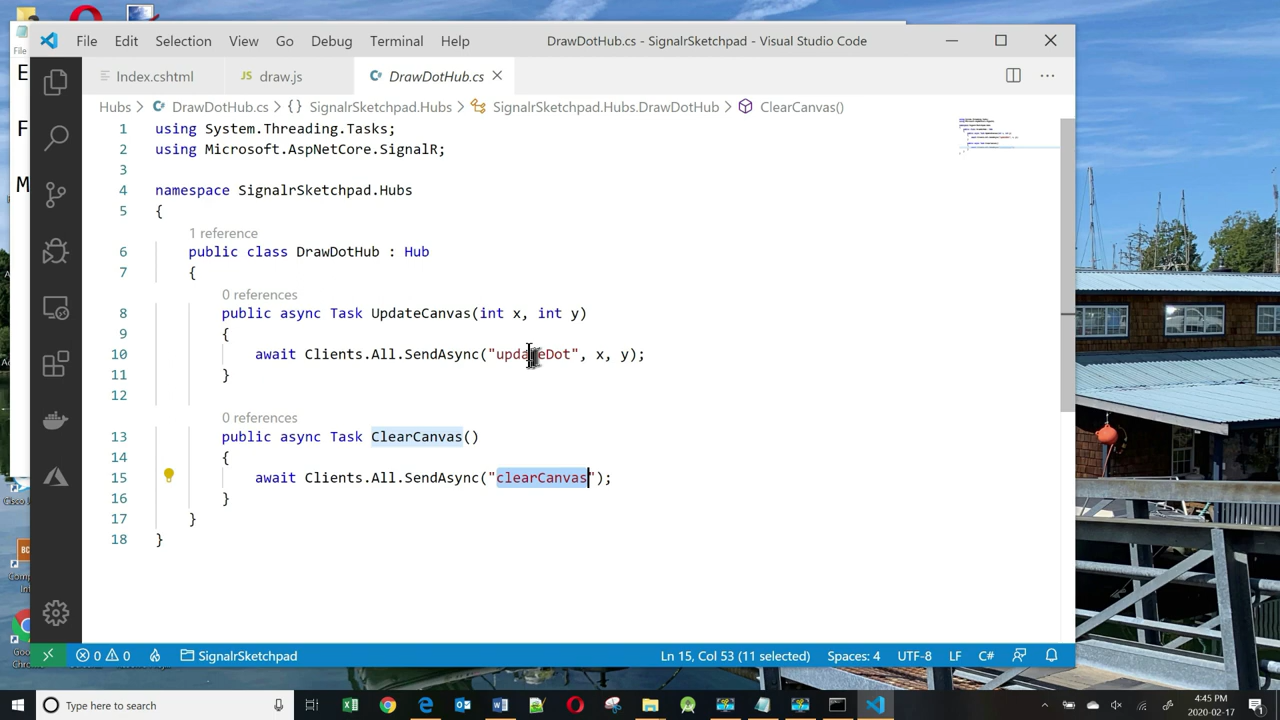 File Edit Selection View Go Debug Terminal Help DrawDotHub.cs - SignalrSketchpad - Visual Studio Code
File
Index.cshtml JS draw.js DrawDotHub.cs
Hubs > DrawDotHub.cs > {} SignalrSketchpad.Hubs > SignalrSketchpad.Hubs.DrawDotHub > ClearCanvas()
1 using System.Threading.Tasks;
2 using Microsoft.AspNetCore.SignalR;
3
4 namespace SignalrSketchpad.Hubs
5 {
1 reference
6 public class DrawDotHub : Hub
7 {
0 references
8 public async Task UpdateCanvas(int x, int y)
9 {
10 await Clients.All.SendAsync("updateDot", x, y);
11 }
12
0 references
13 public async Task ClearCanvas()
14 {
15 await Clients.All.SendAsync("clearCanvas");
16 }
17 }
18 }
0 0 SignalrSketchpad Ln 15, Col 53 (11 selected) Spaces: 4 UTF-8 LF C#
Type here to search
4:45 PM
2020-02-17